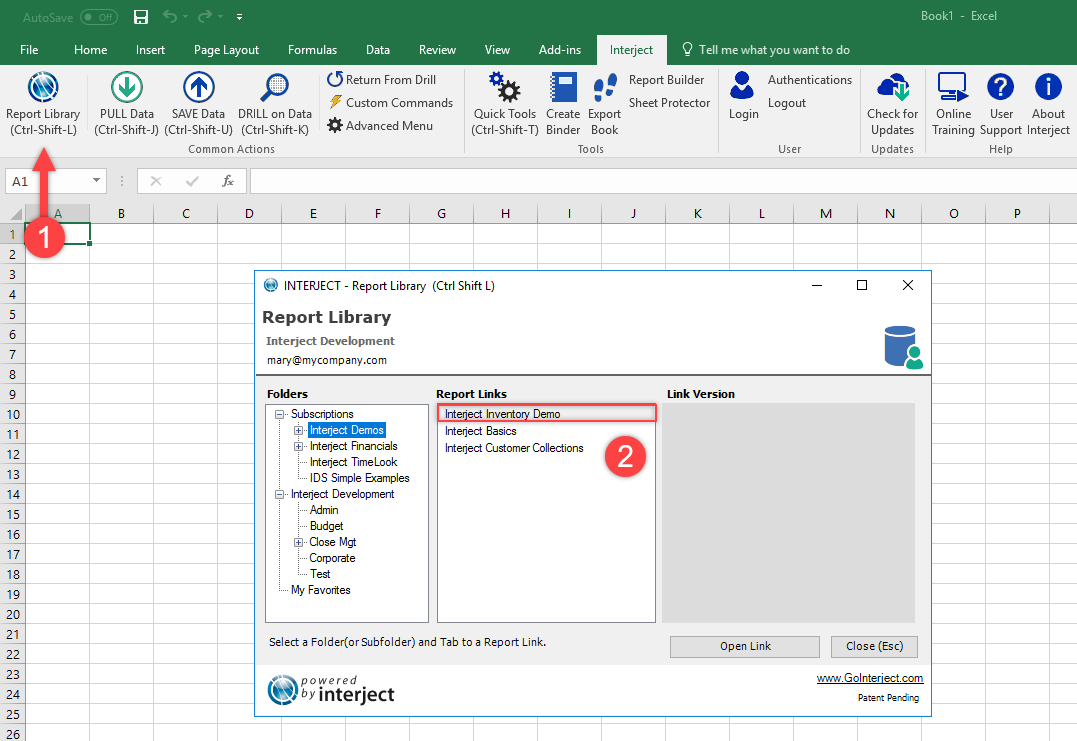 AutoSave Off
Book1 - Excel
File Home Insert Page Layout Formulas Data Review View Add-ins Interject Tell me what you want to do
Report Library
(Ctrl-Shift-L)
PULL Data
(Ctrl-Shift-J)
SAVE Data
(Ctrl-Shift-U)
DRILL on Data
(Ctrl-Shift-K)
Return From Drill
Custom Commands
Advanced Menu
Common Actions
Quick Tools
(Ctrl-Shift-T)
Create
Binder
Export
Book
Report Builder
Sheet Protector
Tools
Login
Authentications
Logout
User
Check for
Updates
Updates
Online
Training
User
Support
About
Interject
Help
A1
fx
A B C D E F G H I J K L M N O P
1
1
2
3
4
5
6
7
8
9
10
11
12
13
14
15
16
17
18
19
20
21
22
23
24
25
26
INTERJECT - Report Library (Ctrl Shift L)
Report Library
Interject Development
mary@mycompany.com
Folders
Subscriptions
Interject Demos
Interject Financials
Interject TimeLook
IDS Simple Examples
Interject Development
Admin
Budget
Close Mgt
Corporate
Test
My Favorites
Report Links
Interject Inventory Demo
Interject Basics
Interject Customer Collections
2
Link Version
Select a Folder(or Subfolder) and Tab to a Report Link.
Open Link
Close (Esc)
powered
by interject
www.GoInterject.com
Patent Pending